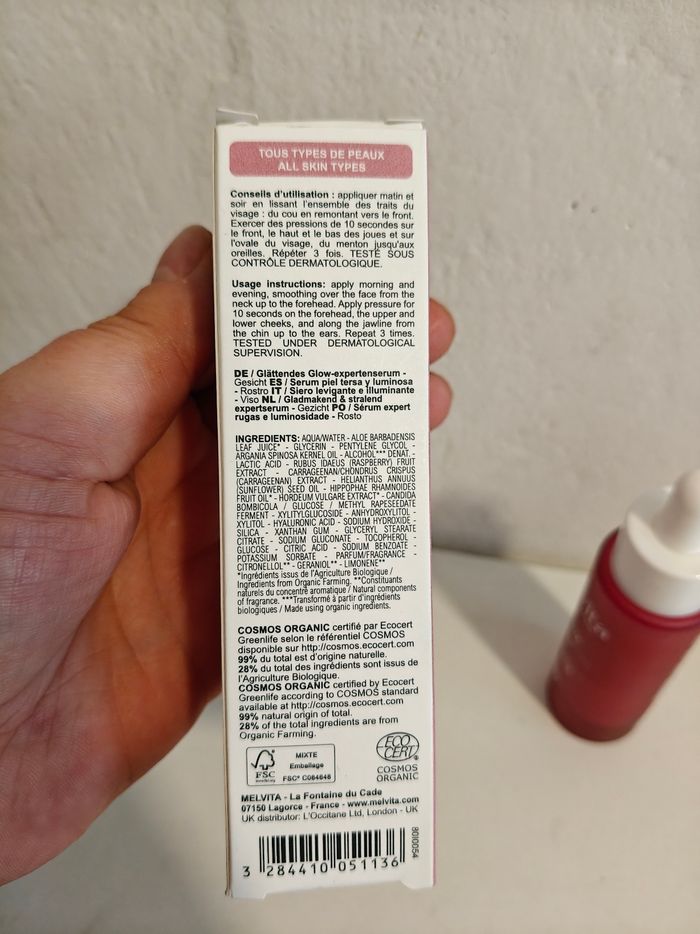 TOUS TYPES DE PEAUX
ALL SKIN TYPES
Conseils d'utilisation : appliquer matin et
soir en lissant l'ensemble des traits du
visage : du cou en remontant vers le front.
Exercer des pressions de 10 secondes sur
le front, le haut et le bas des joues et sur
l'ovale du visage, du menton jusqu'aux
oreilles. Répéter 3 fois. TESTÉ SOUS
CONTRÔLE DERMATOLOGIQUE.
Usage instructions: apply morning and
evening, smoothing over the face from the
neck up to the forehead. Apply pressure for
10 seconds on the forehead, the upper and
lower cheeks, and along the jawline from
the chin up to the ears. Repeat 3 times.
TESTED UNDER DERMATOLOGICAL
SUPERVISION.
DE / Glättendes Glow-expertenserum -
Gesicht ES / Serum piel tersa y luminosa
- Rostro IT / Siero levigante e illuminante
- Viso NL / Gladmakend & stralend
expertserum - Gezicht PO / Sérum expert
rugas e luminosidade - Rosto
INGREDIENTS: AQUA/WATER - ALOE BARBADENSIS
LEAF JUICE* - GLYCERIN - PENTYLENE GLYCOL -
ARGANIA SPINOSA KERNEL OIL - ALCOHOL*** DENAT. -
LACTIC ACID - RUBUS IDAEUS (RASPBERRY) FRUIT
EXTRACT - CARRAGEENAN/CHONDRUS CRISPUS
(CARRAGEENAN) EXTRACT - HELIANTHUS ANNUUS
(SUNFLOWER) SEED OIL - HIPPOPHAE RHAMNOIDES
FRUIT OIL* - HORDEUM VULGARE EXTRACT* - CANDIDA
BOMBICOLA / GLUCOSE / METHYL RAPESEEDATE
FERMENT - XYLITYLGLUCOSIDE - ANHYDROXYLITOL -
XYLITOL - HYALURONIC ACID - SODIUM HYDROXIDE -
SILICA - XANTHAN GUM - GLYCERYL STEARATE
CITRATE - SODIUM GLUCONATE - TOCOPHEROL -
GLUCOSE - CITRIC ACID - SODIUM BENZOATE -
POTASSIUM SORBATE - PARFUM/FRAGRANCE -
CITRONELLOL** - GERANIOL** - LIMONENE**
*Ingrédients issus de l'Agriculture Biologique /
Ingredients from Organic Farming. **Constituants
naturels du concentré aromatique / Natural components
of fragrance. ***Transformé à partir d'ingrédients
biologiques / Made using organic ingredients.
COSMOS ORGANIC certifié par Ecocert
Greenlife selon le référentiel COSMOS
disponible sur http://cosmos.ecocert.com
99% du total est d'origine naturelle.
28% du total des ingrédients sont issus de
l'Agriculture Biologique.
COSMOS ORGANIC certified by Ecocert
Greenlife according to COSMOS standard
available at http://cosmos.ecocert.com
99% natural origin of total.
28% of the total ingredients are from
Organic Farming.
FSC
MIXTE
Emballage
FSC® C084646
ECO
CERT
COSMOS
ORGANIC
MELVITA - La Fontaine du Cade
07150 Lagorce - France - www.melvita.com
UK distributor: L'Occitane Ltd, London - UK
3 284410 051136
80I0054